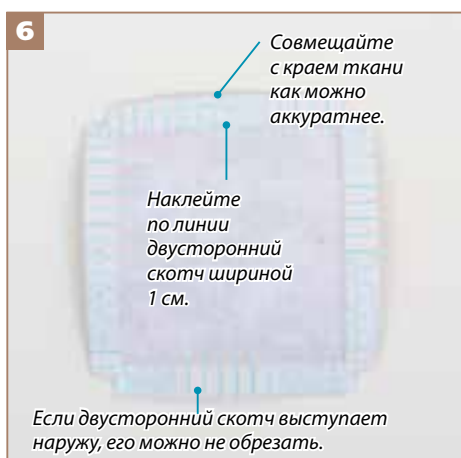 6
Совмещайте
с краем ткани
как можно
аккуратнее.
Наклейте
по линии
двусторонний
скотч шириной
1 см.
Если двусторонний скотч выступает
наружу, его можно не обрезать.